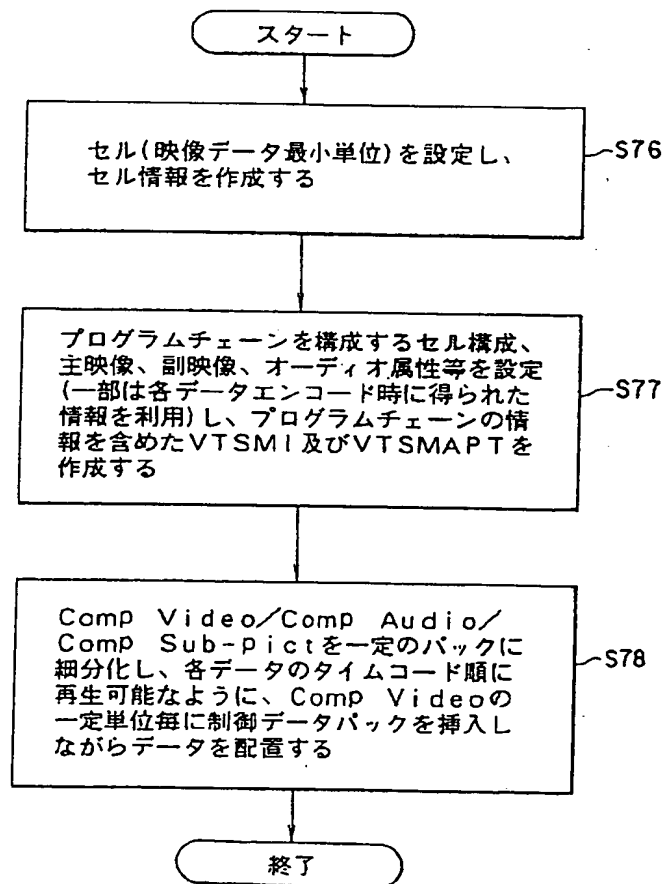 スタート
セル(映像データ最小単位)を設定し、
セル情報を作成する
S76
プログラムチェーンを構成するセル構成、
主映像、副映像、オーディオ属性等を設定
(一部は各データエンコード時に得られた
情報を利用)し、プログラムチェーンの情
報を含めたVTSMI及びVTSMAPTを
作成する
S77
Comp Video/Comp Audio/
Comp Sub-pictを一定のパックに
細分化し、各データのタイムコード順に
再生可能なように、Comp Videoの
一定単位毎に制御データパックを挿入し
ながらデータを配置する
S78
終了